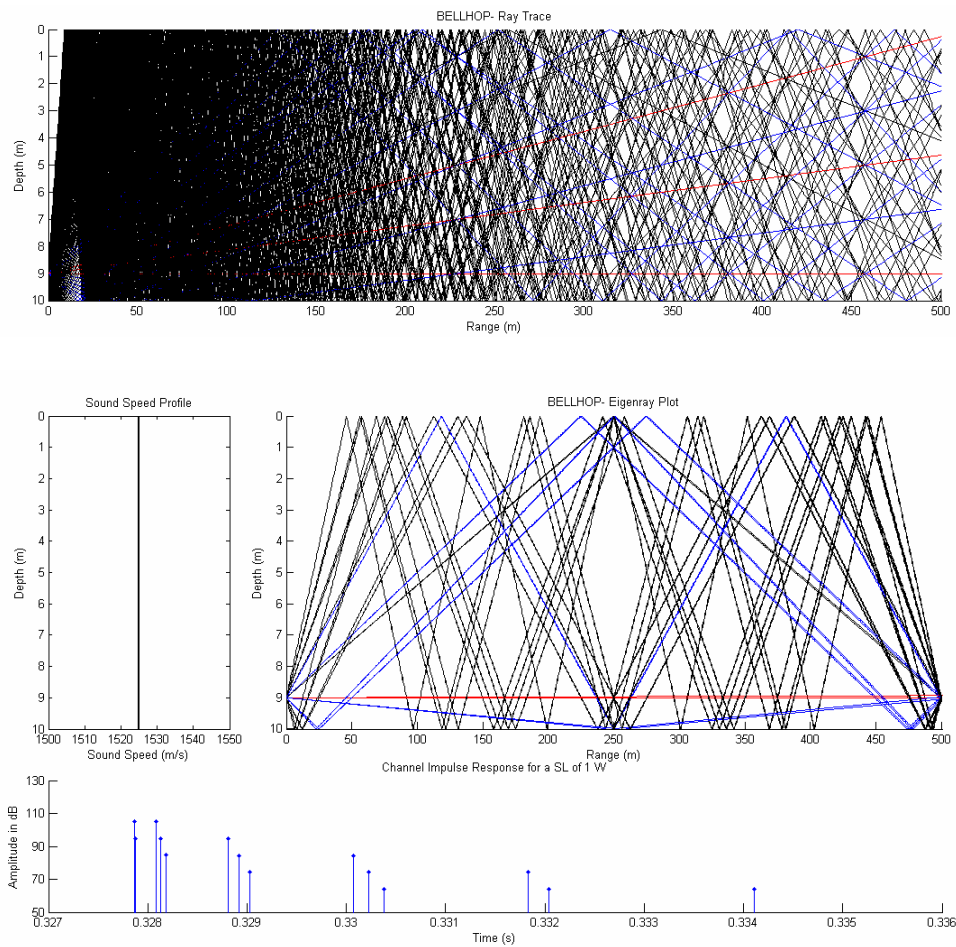 BELLHOP- Ray Trace
0
1
2
3
4
5
6
7
8
9
10
Depth (m)
0 50 100 150 200 250 300 350 400 450 500
Range (m)
Sound Speed Profile
0
1
2
3
4
5
6
7
8
9
10
Depth (m)
1500 1510 1520 1530 1540 1550
Sound Speed (m/s)
BELLHOP- Eigenray Plot
0
1
2
3
4
5
6
7
8
9
10
Depth (m)
0 50 100 150 200 250 300 350 400 450 500
Range (m)
Channel Impulse Response for a SL of 1 W
130
110
90
70
50
Amplitude in dB
0.327 0.328 0.329 0.33 0.331 0.332 0.333 0.334 0.335 0.336
Time (s)